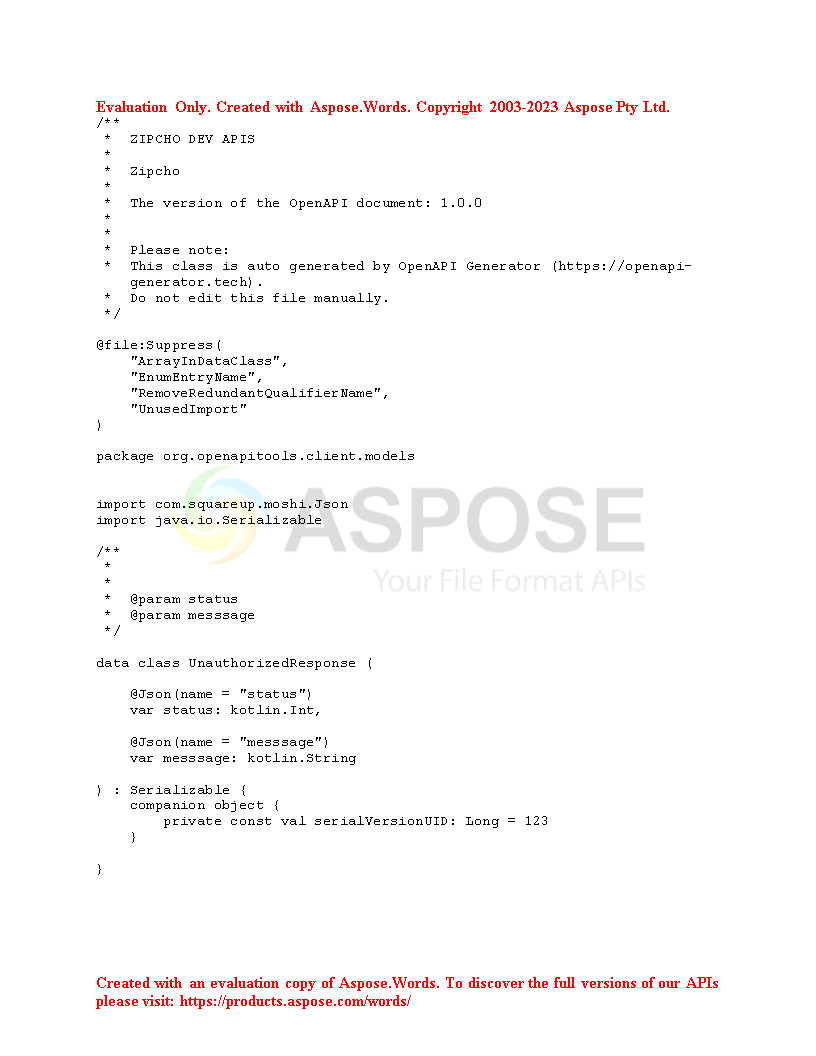 Evaluation Only. Created with Aspose.Words. Copyright 2003-2023 Aspose Pty Ltd.
/**
 *  ZIPCHO DEV APIS
 *
 *  Zipcho
 *
 *  The version of the OpenAPI document: 1.0.0
 *
 *
 *  Please note:
 *  This class is auto generated by OpenAPI Generator (https://openapi-
    generator.tech).
 *  Do not edit this file manually.
 */
@file:Suppress(
    "ArrayInDataClass",
    "EnumEntryName",
    "RemoveRedundantQualifierName",
    "UnusedImport"
)
package org.openapitools.client.models
import com.squareup.moshi.Json
import java.io.Serializable
ASPOSE
Your File Format APIs
/**
 *
 *
 *  @param status
 *  @param messsage
 */
data class UnauthorizedResponse (
    @Json(name = "status")
    var status: kotlin.Int,
    @Json(name = "messsage")
    var messsage: kotlin.String
) : Serializable {
    companion object {
        private const val serialVersionUID: Long = 123
    }
}
Created with an evaluation copy of Aspose.Words. To discover the full versions of our APIs
please visit: https://products.aspose.com/words/